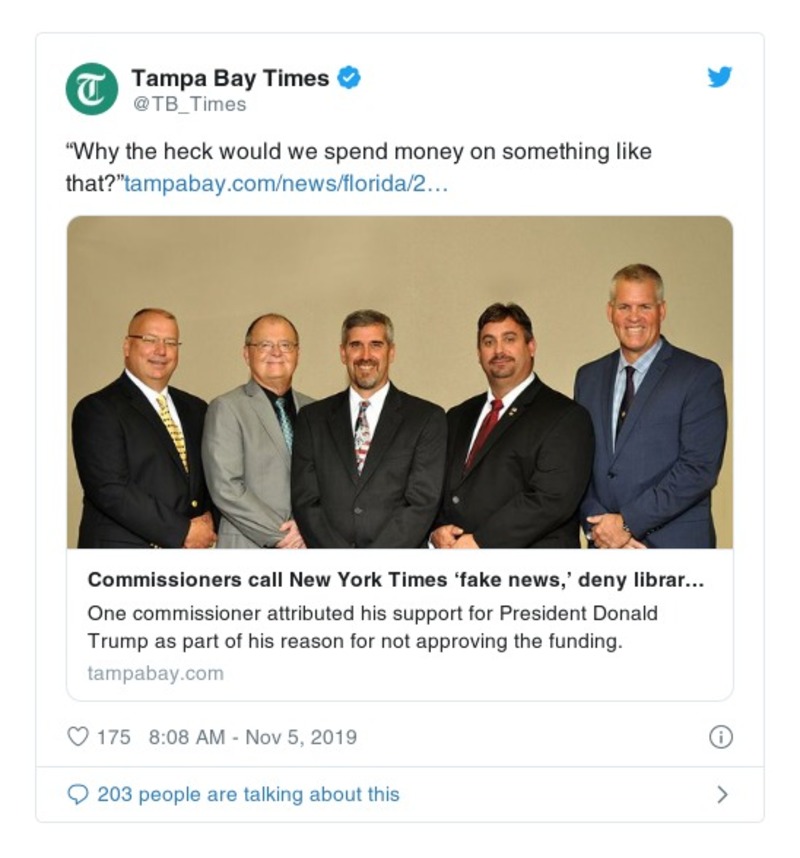 Tampa Bay Times
@TB_Times
“Why the heck would we spend money on something like
that?”tampabay.com/news/florida/2…
Commissioners call New York Times ‘fake news,’ deny librar...
One commissioner attributed his support for President Donald
Trump as part of his reason for not approving the funding.
tampabay.com
175 8:08 AM - Nov 5, 2019
203 people are talking about this